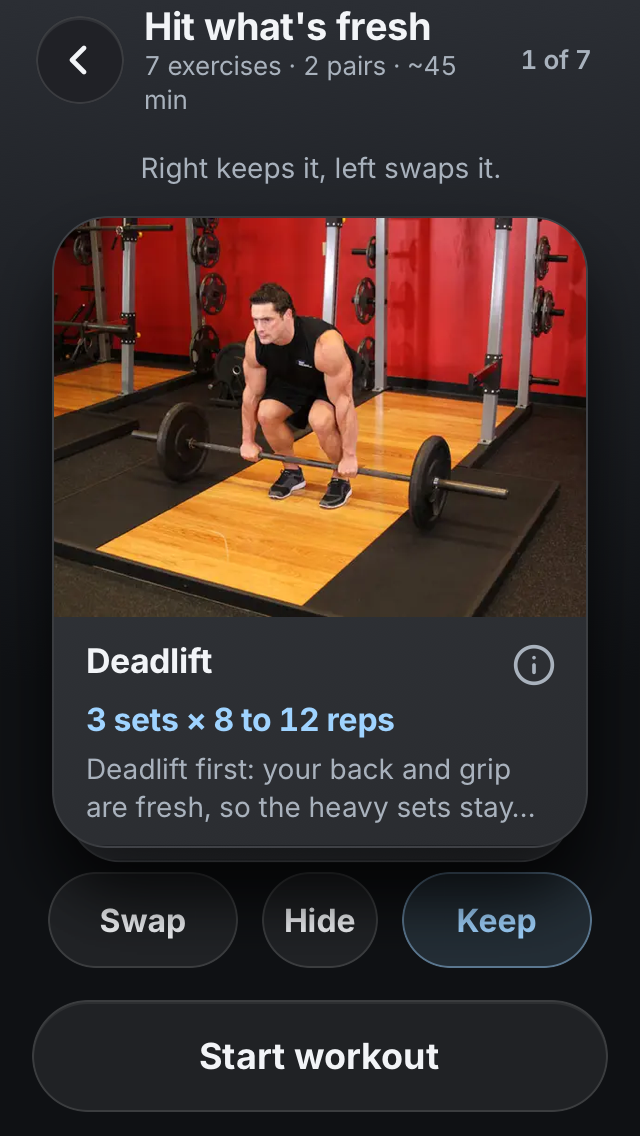 Hit what's fresh
7 exercises · 2 pairs · ~45
min
1 of 7
Right keeps it, left swaps it.
Deadlift
3 sets × 8 to 12 reps
Deadlift first: your back and grip
are fresh, so the heavy sets stay...
Swap
Hide
Keep
Start workout